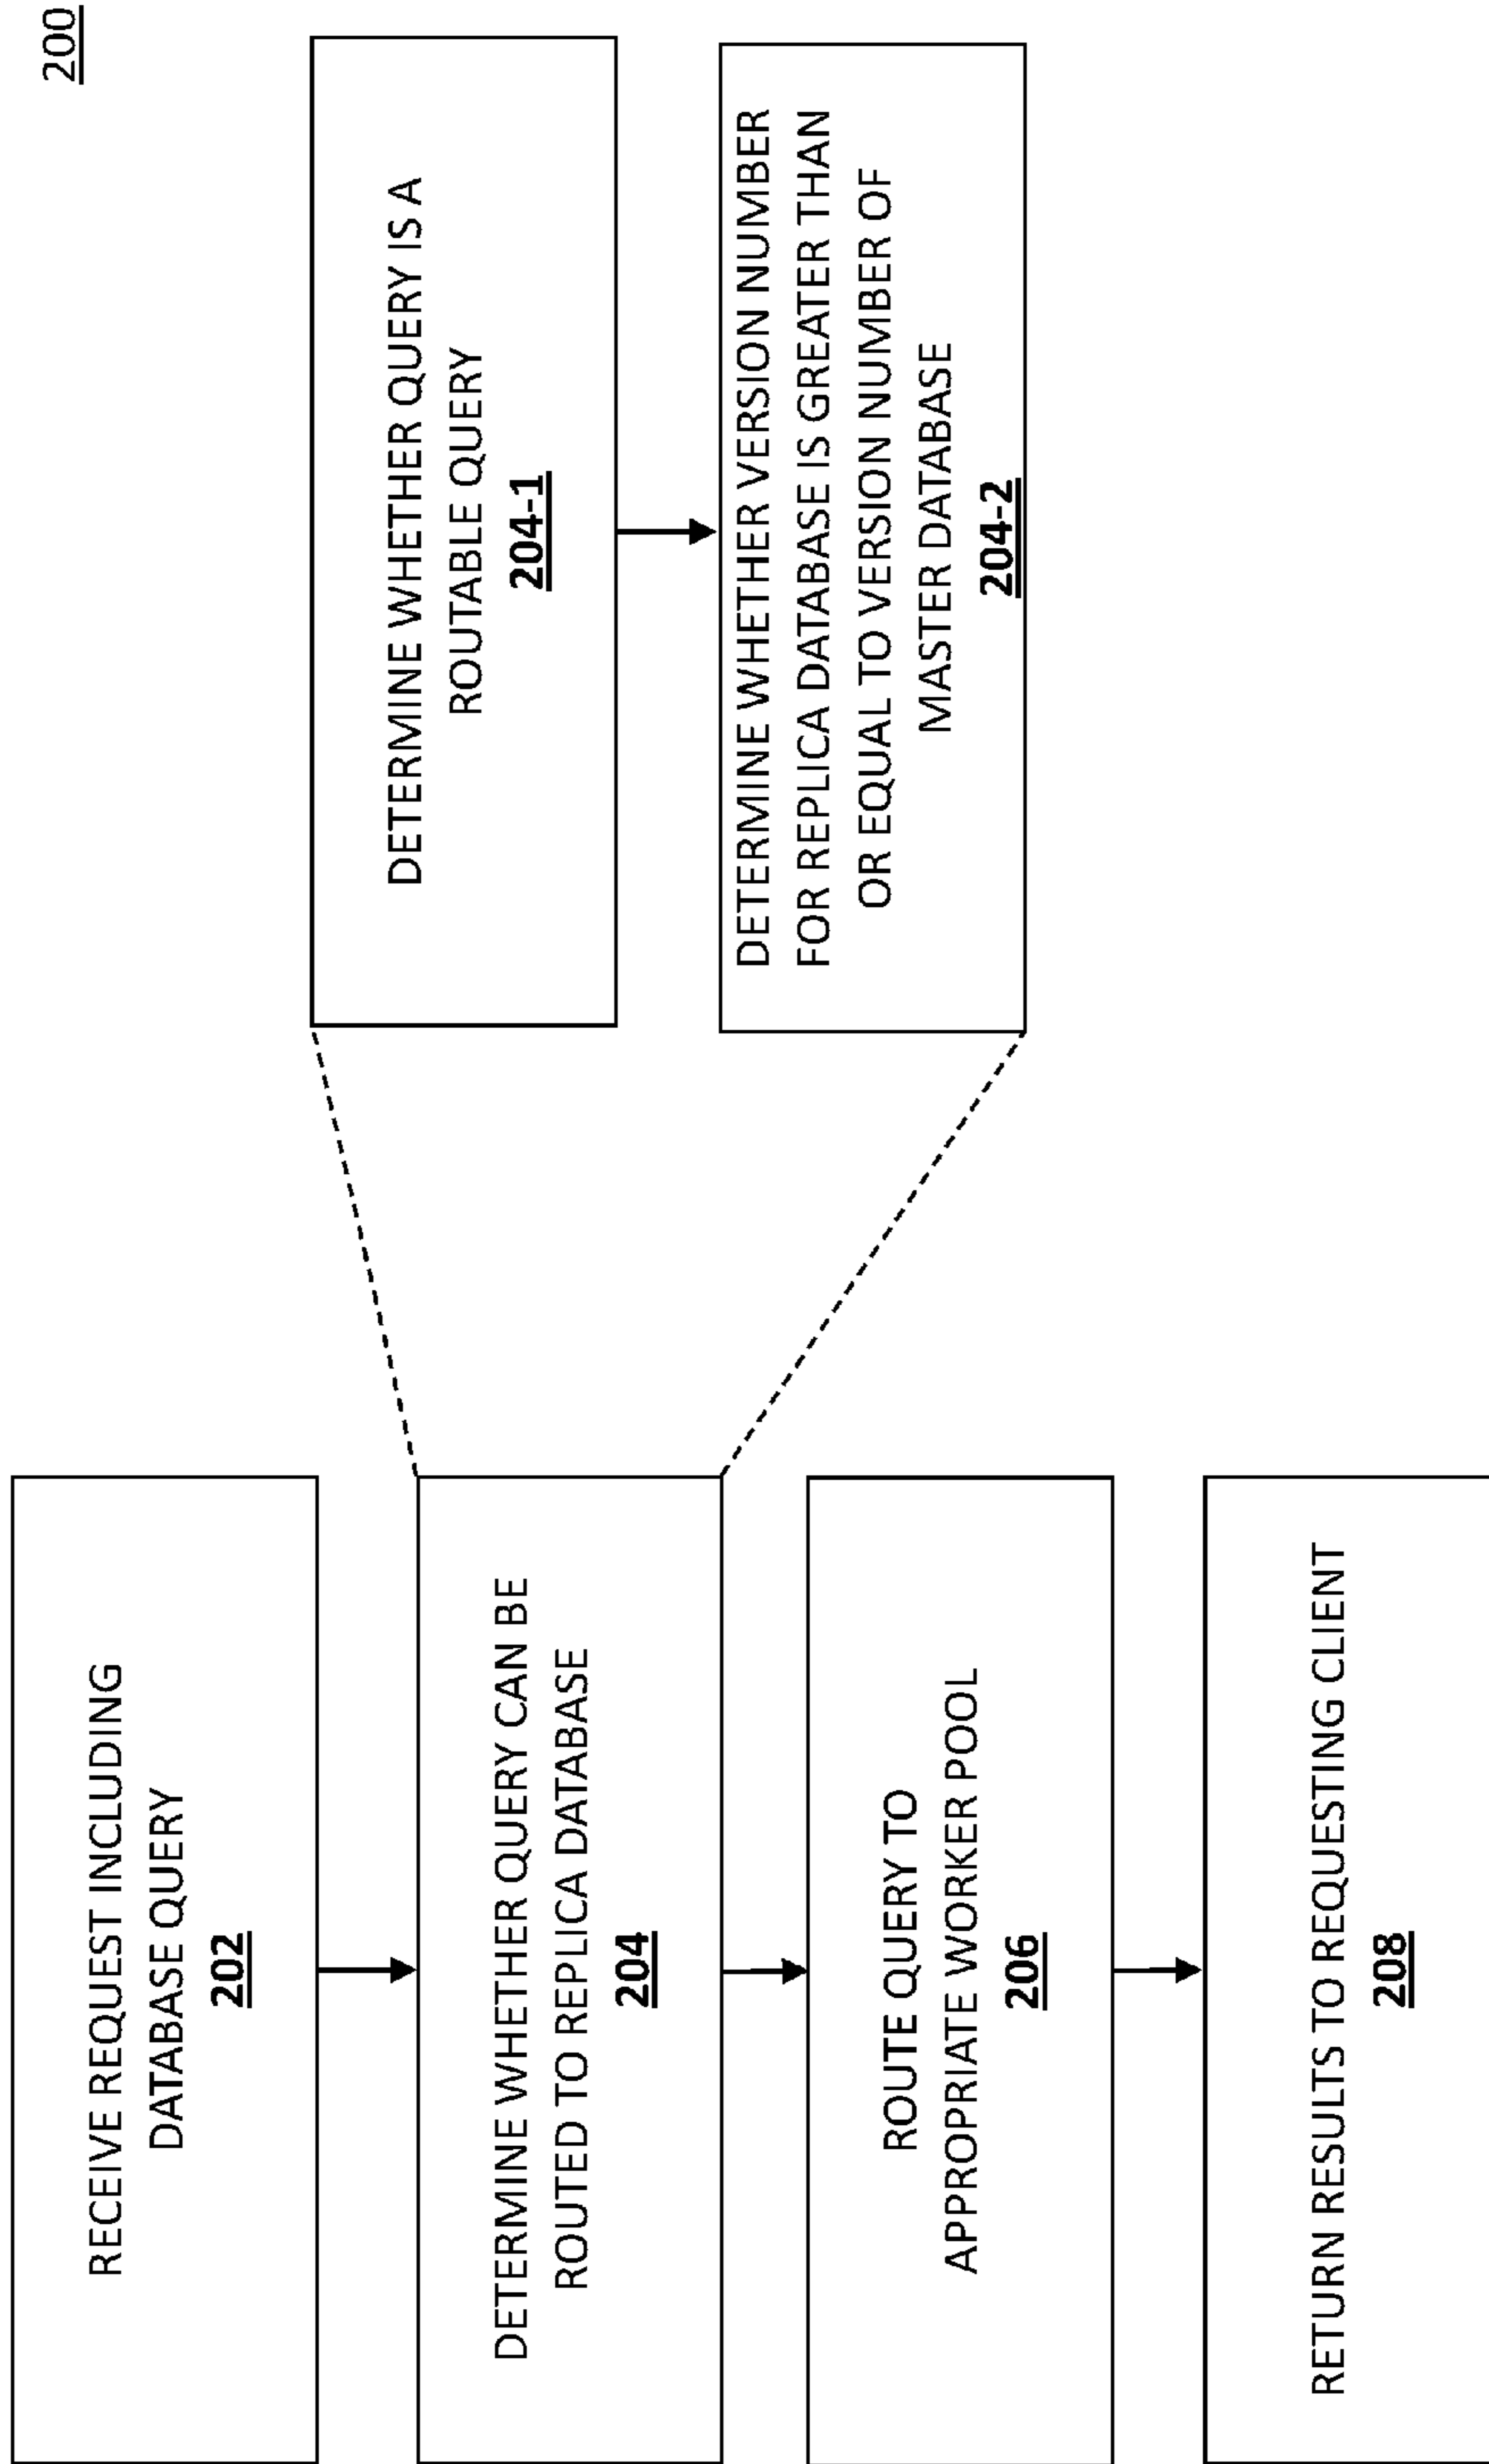 200
RECEIVE REQUEST INCLUDING
DATABASE QUERY
202
DETERMINE WHETHER QUERY CAN BE
ROUTED TO REPLICA DATABASE
204
ROUTE QUERY TO
APPROPRIATE WORKER POOL
206
RETURN RESULTS TO REQUESTING CLIENT
208
DETERMINE WHETHER QUERY IS A
ROUTABLE QUERY
204-1
DETERMINE WHETHER VERSION NUMBER
FOR REPLICA DATABASE IS GREATER THAN
OR EQUAL TO VERSION NUMBER OF
MASTER DATABASE
204-2